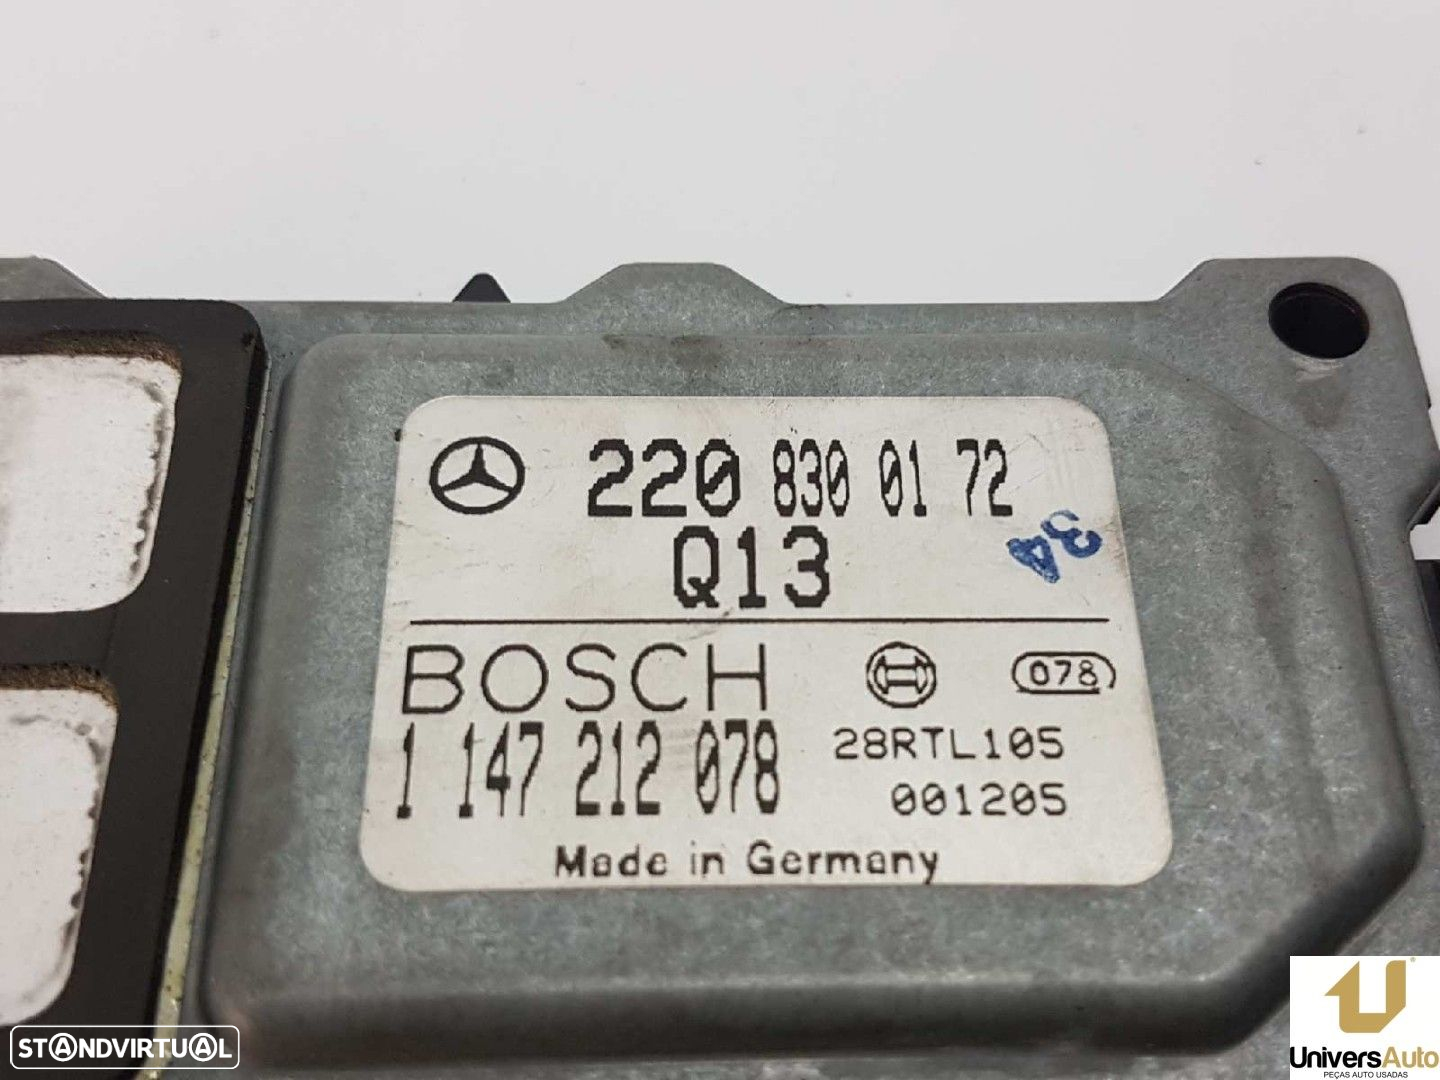 220 830 01 72
Q13
34
BOSCH
078
1 147 212 078
28RTL105
001205
Made in Germany
STANDVIRTUAL
UniversAuto
PEÇAS AUTO USADAS